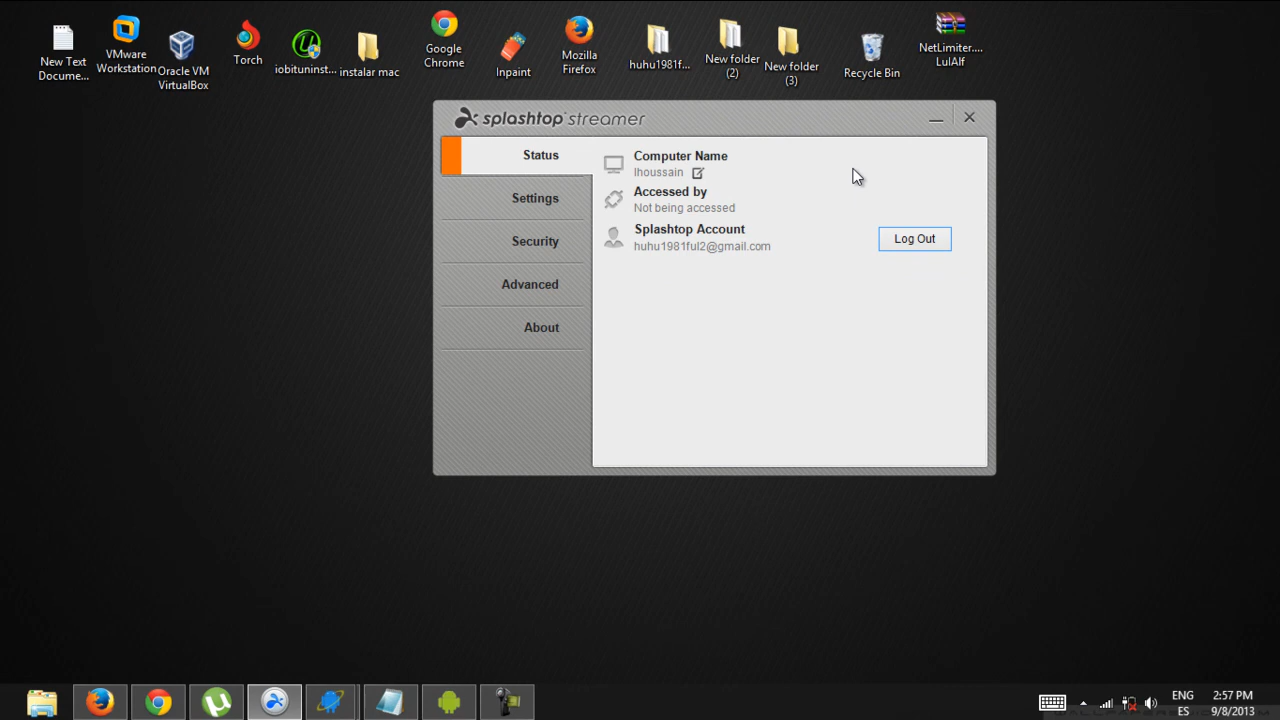 New Text
Docume...
VMware
Workstation
Oracle VM
VirtualBox
Torch
iobituninst...
instalar mac
Google
Chrome
Inpaint
Mozilla
Firefox
huhu1981f...
New folder
(2)
New folder
(3)
Recycle Bin
NetLimiter....
LulAlf
splashtop streamer
Status
Settings
Security
Advanced
About
Computer Name
lhoussain
Accessed by
Not being accessed
Splashtop Account
huhu1981ful2@gmail.com
Log Out
ENG
ES
2:57 PM
9/8/2013